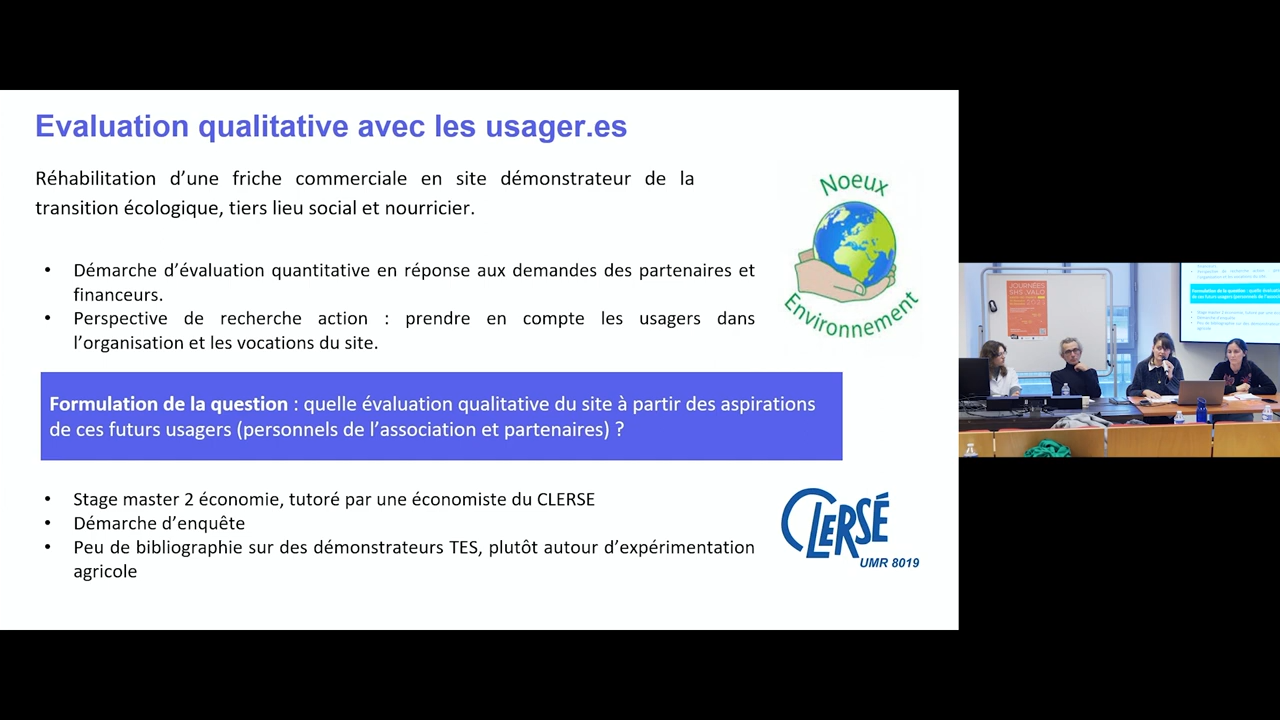 Evaluation qualitative avec les usager.es
Réhabilitation d’une friche commerciale en site démonstrateur de la
transition écologique, tiers lieu social et nourricier.
• Démarche d’évaluation quantitative en réponse aux demandes des partenaires et
financeurs.
• Perspective de recherche action : prendre en compte les usagers dans
l’organisation et les vocations du site.
Noeux
Environnement
Formulation de la question : quelle évaluation qualitative du site à partir des aspirations
de ces futurs usagers (personnels de l’association et partenaires) ?
• Stage master 2 économie, tutoré par une économiste du CLERSE
• Démarche d’enquête
• Peu de bibliographie sur des démonstrateurs TES, plutôt autour d’expérimentation
agricole
CLERSÉ
UMR 8019
JOURNÉES
SHS & VALO